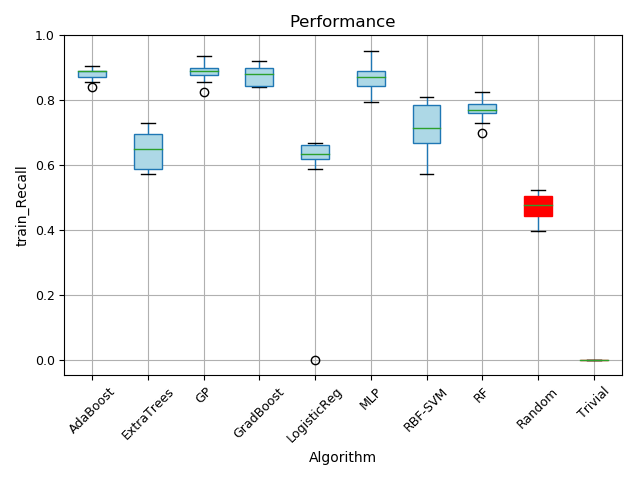 Performance
train_Recall
1.0
0.8
0.6
0.4
0.2
0.0
AdaBoost
ExtraTrees
GP
GradBoost
LogisticReg
MLP
RBF-SVM
RF
Random
Trivial
Algorithm